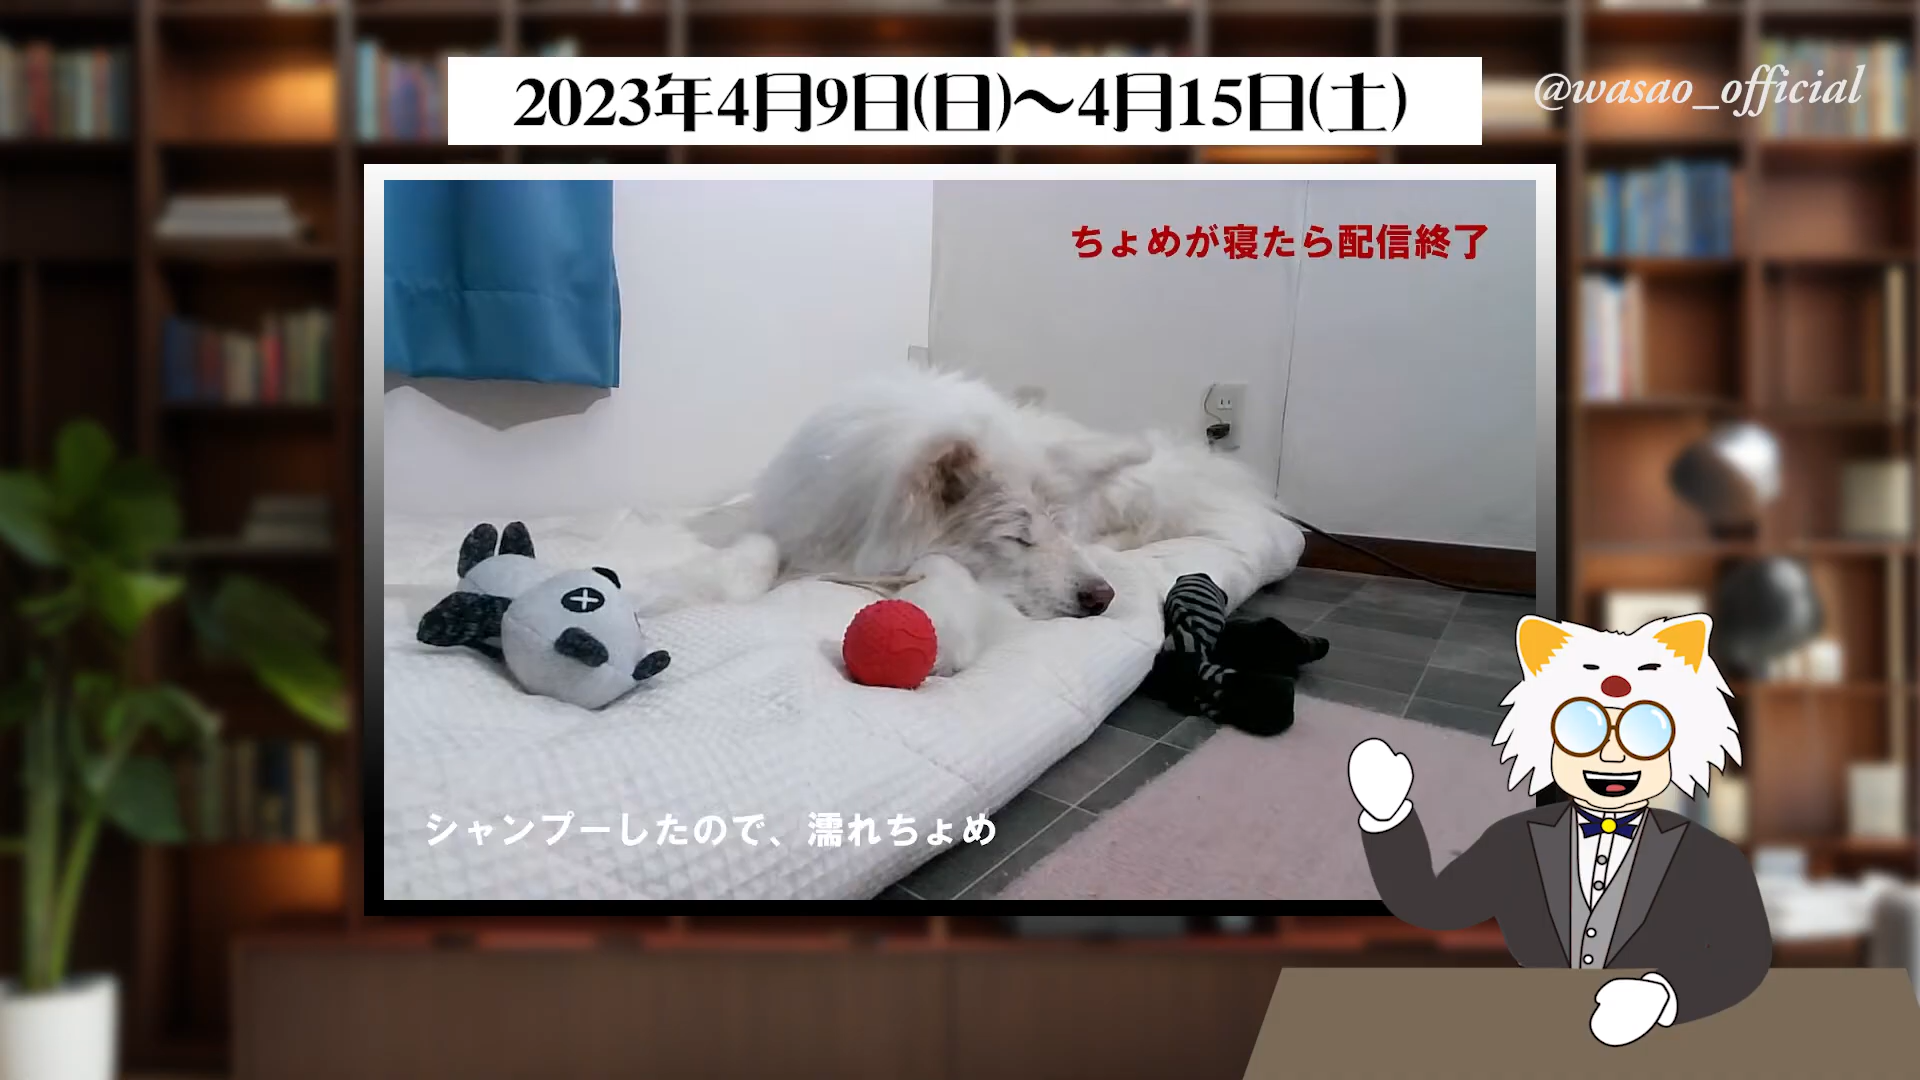 2023年4月9日(日)〜4月15日(土)
@wasao_official
ちょめが寝たら配信終了
シャンプーしたので、濡れちょめ